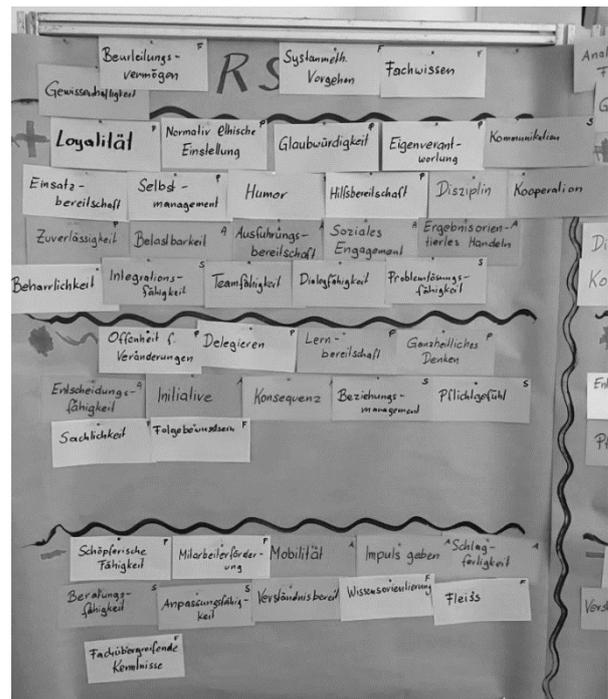 Beurteilungs-
vermögen F
RS
Systemmeth.
Vorgehen F
Fachwissen F
Gewissenhaftigkeit
+
Loyalität P
Normativ ethische
Einstellung P
Glaubwürdigkeit P
Eigenverant-
wortung P
Kommunikation S
Einsatz-
bereitschaft P
Selbst-
management P
Humor
Hilfsbereitschaft P
Disziplin P
Kooperation
Zuverlässigkeit P
Belastbarkeit A
Ausführungs-
bereitschaft A
Soziales
Engagement A
Ergebnisorien-
tiertes Handeln A
Beharrlichkeit
Integrations-
fähigkeit S
Teamfähigkeit S
Dialogfähigkeit S
Problemlösungs-
fähigkeit S
Offenheit f.
Veränderungen P
Delegieren P
Lern-
bereitschaft P
Ganzheitliches
Denken P
Entscheidungs-
fähigkeit A
Initiative A
Konsequenz A
Beziehungs-
management S
Pflichtgefühl S
Sachlichkeit F
Folgebewusstsein F
-
Schöpferische
Fähigkeit P
Mitarbeiterförder-
ung P
Mobilität A
Impuls geben A
Schlag-
fertigkeit A
Beratungs-
fähigkeit S
Anpassungsfähig-
keit S
Verständnisbereit
Wissensorientierung F
Fleiss F
Fachübergreifende
Kenntnisse F